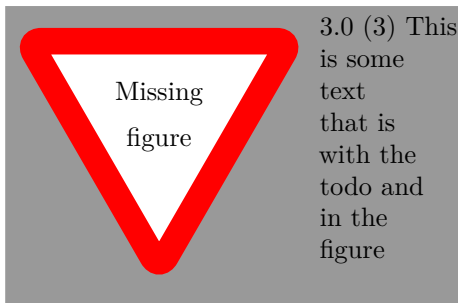 Missing
figure
3.0 (3) This
is some
text
that is
with the
todo and
in the
figure